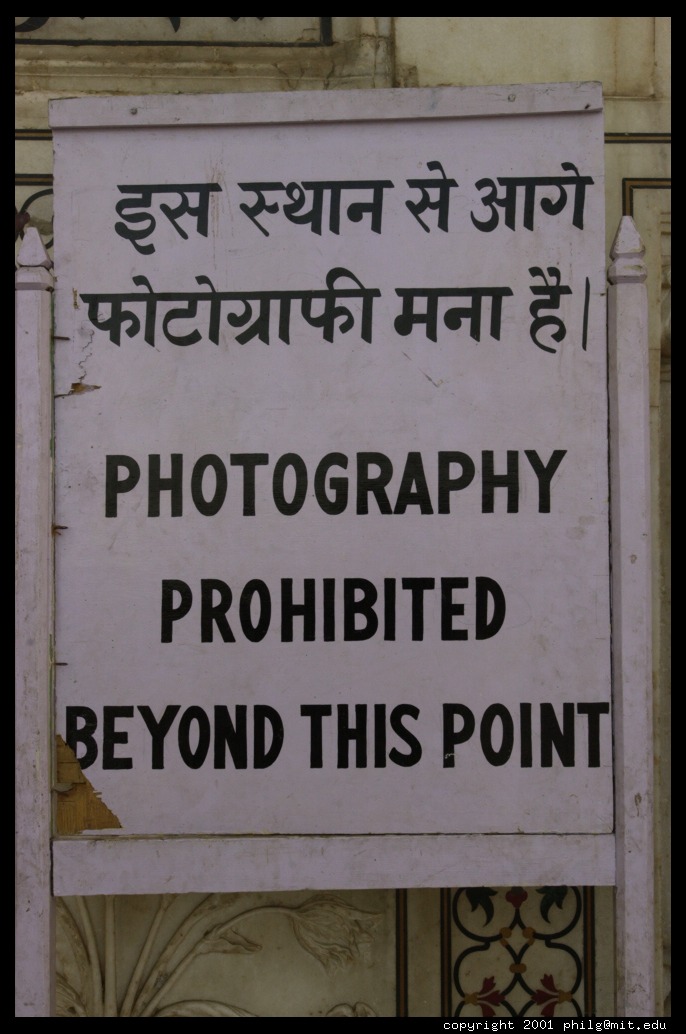 इस स्थान से आगे
फोटोग्राफी मना है।
PHOTOGRAPHY
PROHIBITED
BEYOND THIS POINT
copyright 2001 philg@mit.edu